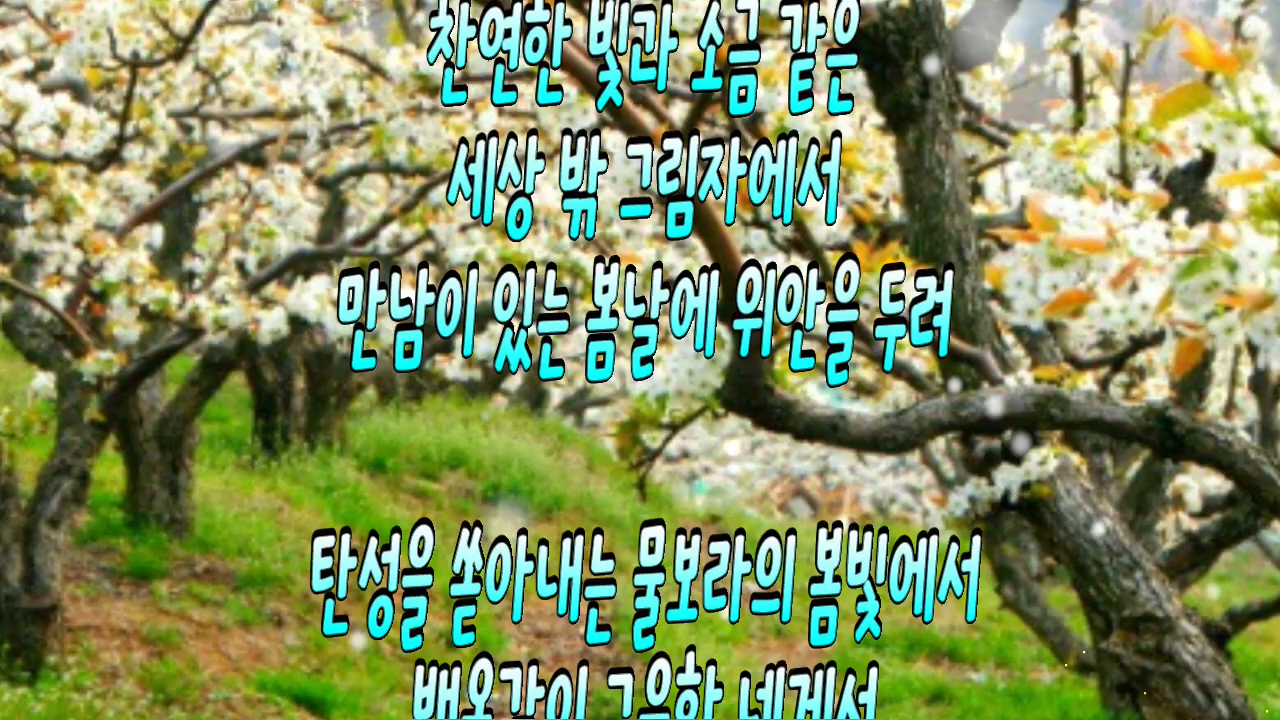 찬연한 빛과 소금 같은
세상 밖 그림자에서
만남이 있는 봄날에 위안을 두려
탄성을 쏟아내는 물보라의 봄빛에서